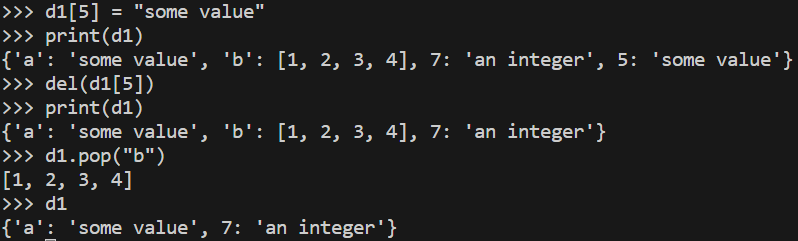 >>> d1[5] = "some value"
>>> print(d1)
{'a': 'some value', 'b': [1, 2, 3, 4], 7: 'an integer', 5: 'some value'}
>>> del(d1[5])
>>> print(d1)
{'a': 'some value', 'b': [1, 2, 3, 4], 7: 'an integer'}
>>> d1.pop("b")
[1, 2, 3, 4]
>>> d1
{'a': 'some value', 7: 'an integer'}